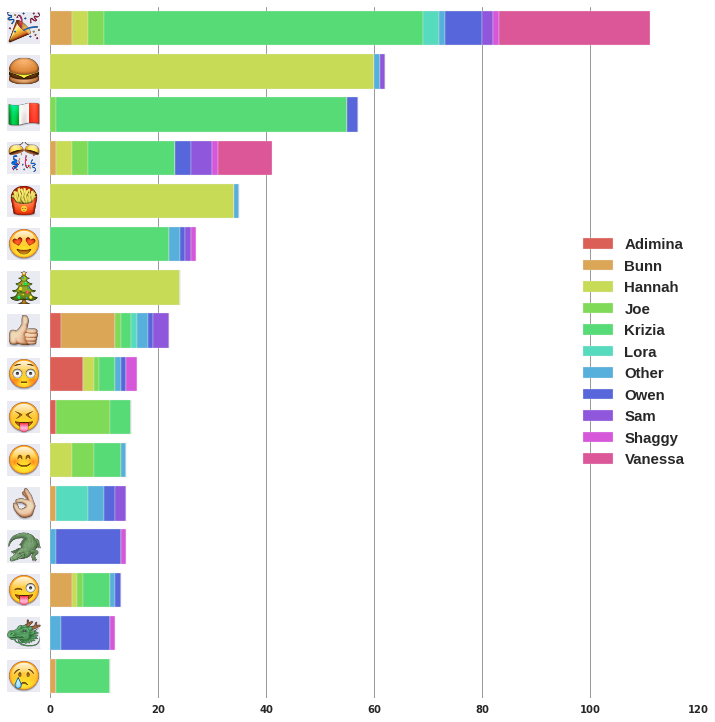 Adimina
Bunn
Hannah
Joe
Krizia
Lora
Other
Owen
Sam
Shaggy
Vanessa
0 20 40 60 80 100 120